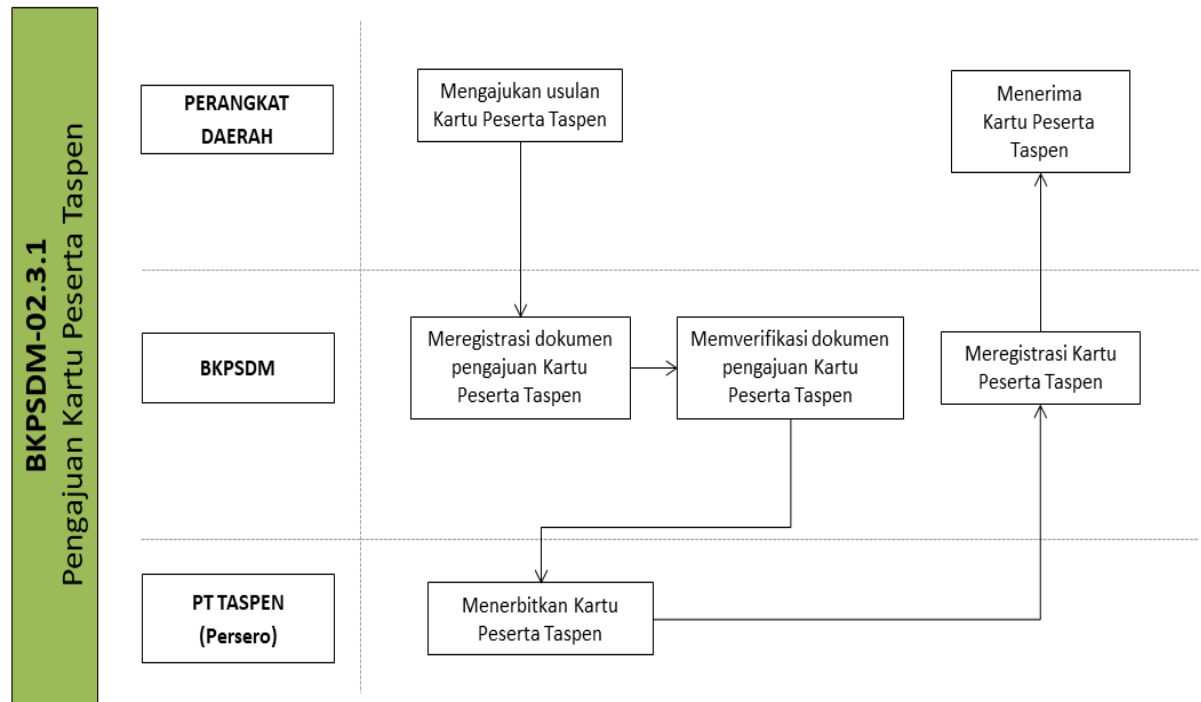 BKPSDM-02.3.1
Pengajuan Kartu Peserta Taspen
PERANGKAT
DAERAH
Mengajukan usulan
Kartu Peserta Taspen
Menerima
Kartu Peserta
Taspen
BKPSDM
Meregistrasi dokumen
pengajuan Kartu
Peserta Taspen
Memverifikasi dokumen
pengajuan Kartu
Peserta Taspen
Meregistrasi Kartu
Peserta Taspen
PT TASPEN
(Persero)
Menerbitkan Kartu
Peserta Taspen